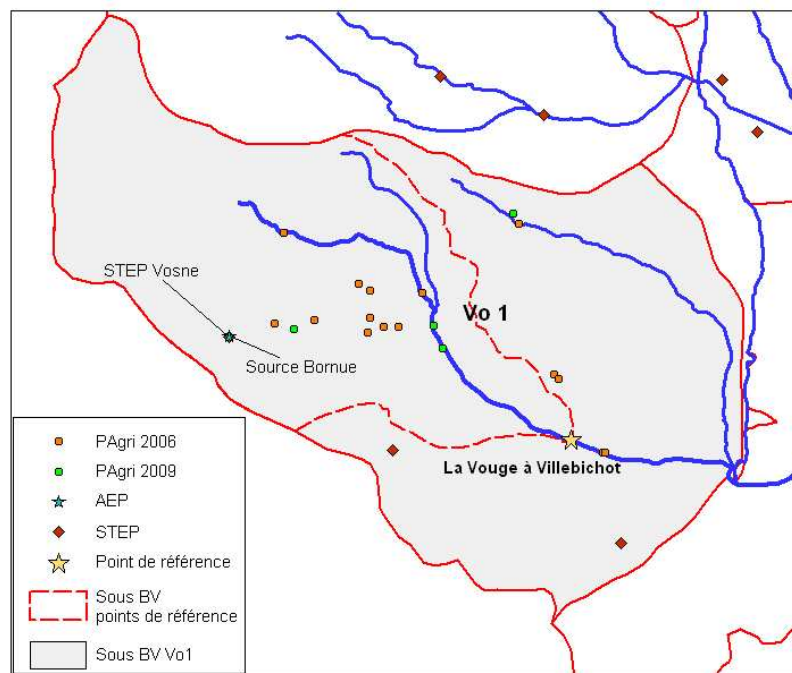 STEP Vosne
Vo 1
Source Bornue
La Vouge à Villebichot
PAgri 2006
PAgri 2009
AEP
STEP
Point de référence
Sous BV
points de référence
Sous BV Vo1